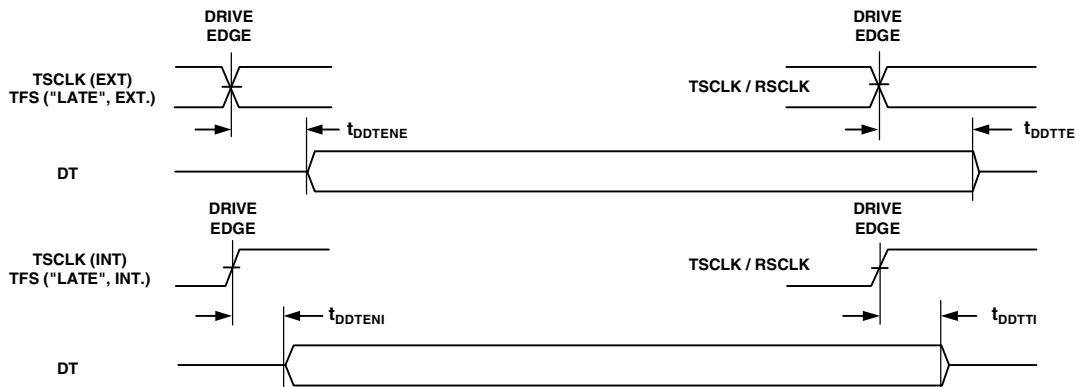 DRIVE
EDGE
DRIVE
EDGE
TSCLK (EXT)
TFS ("LATE", EXT.)
TSCLK / RSCLK
tDDTENE
tDDTTE
DT
DRIVE
EDGE
DRIVE
EDGE
TSCLK (INT)
TFS ("LATE", INT.)
TSCLK / RSCLK
tDDTENI
tDDTTI
DT